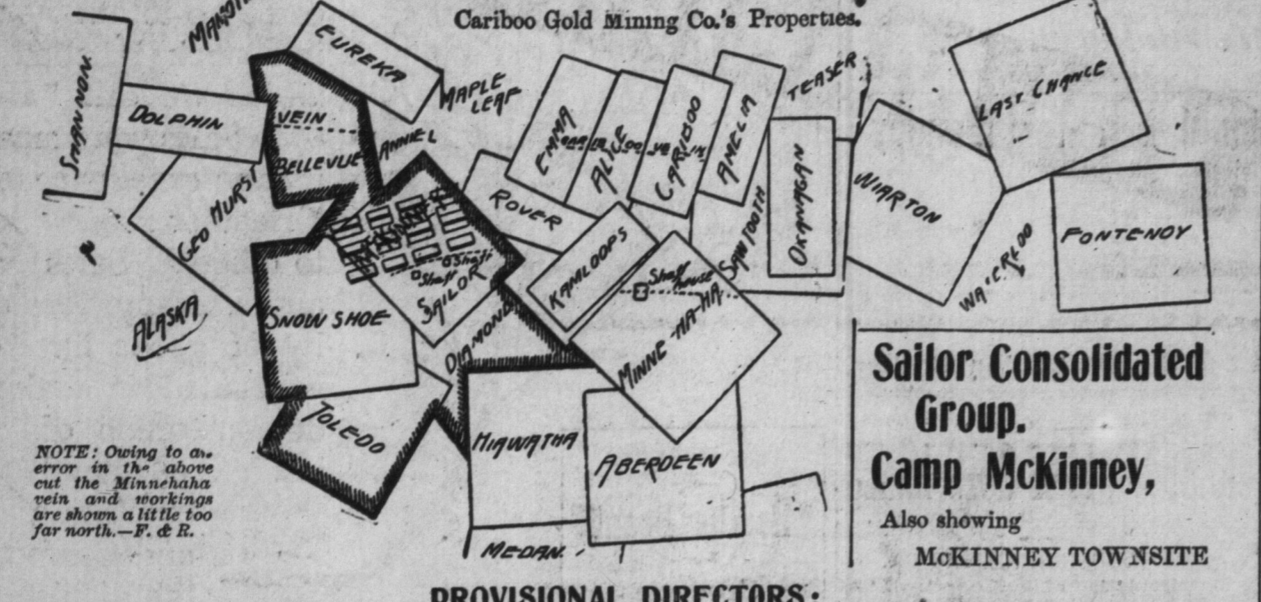 Cariboo Gold Mining Co.'s Properties.
EUREKA
SHANNON
MAPLE
LEAF
TEASER
LAST CHANCE
DOLPHIN
VEIN
ANNIE L
BELLEVUE
EMMA
ALICE
CARIBOO
AMELIA
OKANAGAN
WIARTON
GEO HURST
ROVER
SAWTOOTH
FONTENOY
MCKINNEY
KAMLOOPS
WATERLOO
Shaft
Shaft
SAILOR
Shaft
house
MINNE-HA-HA
ALASKA
SNOW SHOE
DIAMOND
TOLEDO
HIAWATHA
ABERDEEN
MEDAN.
Sailor Consolidated
Group.
Camp McKinney,
Also showing
McKINNEY TOWNSITE
NOTE: Owing to an
error in the above
cut the Minnehaha
vein and workings
are shown a little too
far north.—F. & R.
PROVISIONAL DIRECTORS: